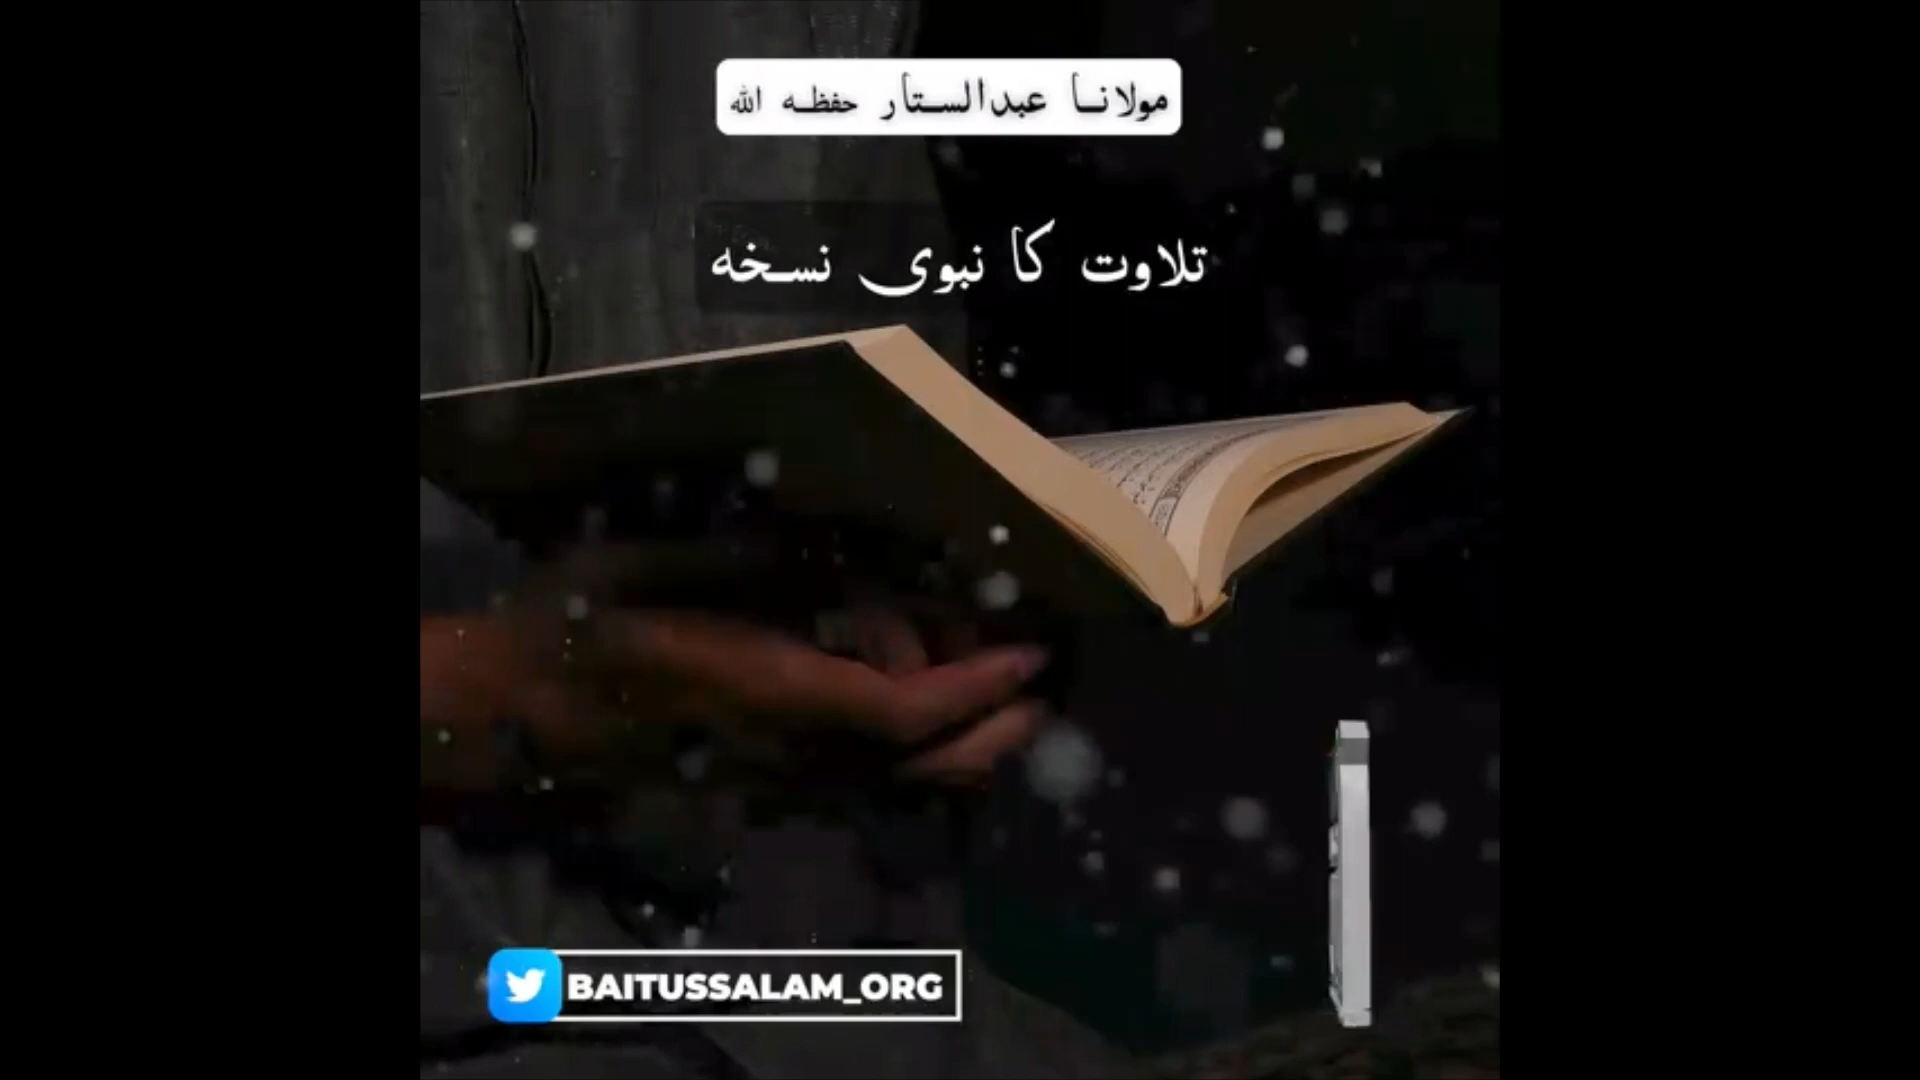 مولانا عبدالستار حفظہ اللہ
تلاوت کا نبوی نسخہ
BAITUSSALAM_ORG